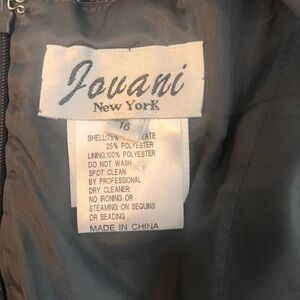 Jovani
New York
16
SHELL:75% ATE
25% POLYESTER
LINING:100% POLYESTER
DO NOT WASH
SPOT CLEAN
BY PROFESSIONAL
DRY CLEANER.
NO IRONING OR
STEAMING ON SEQUINS
OR BEADING
MADE IN CHINA